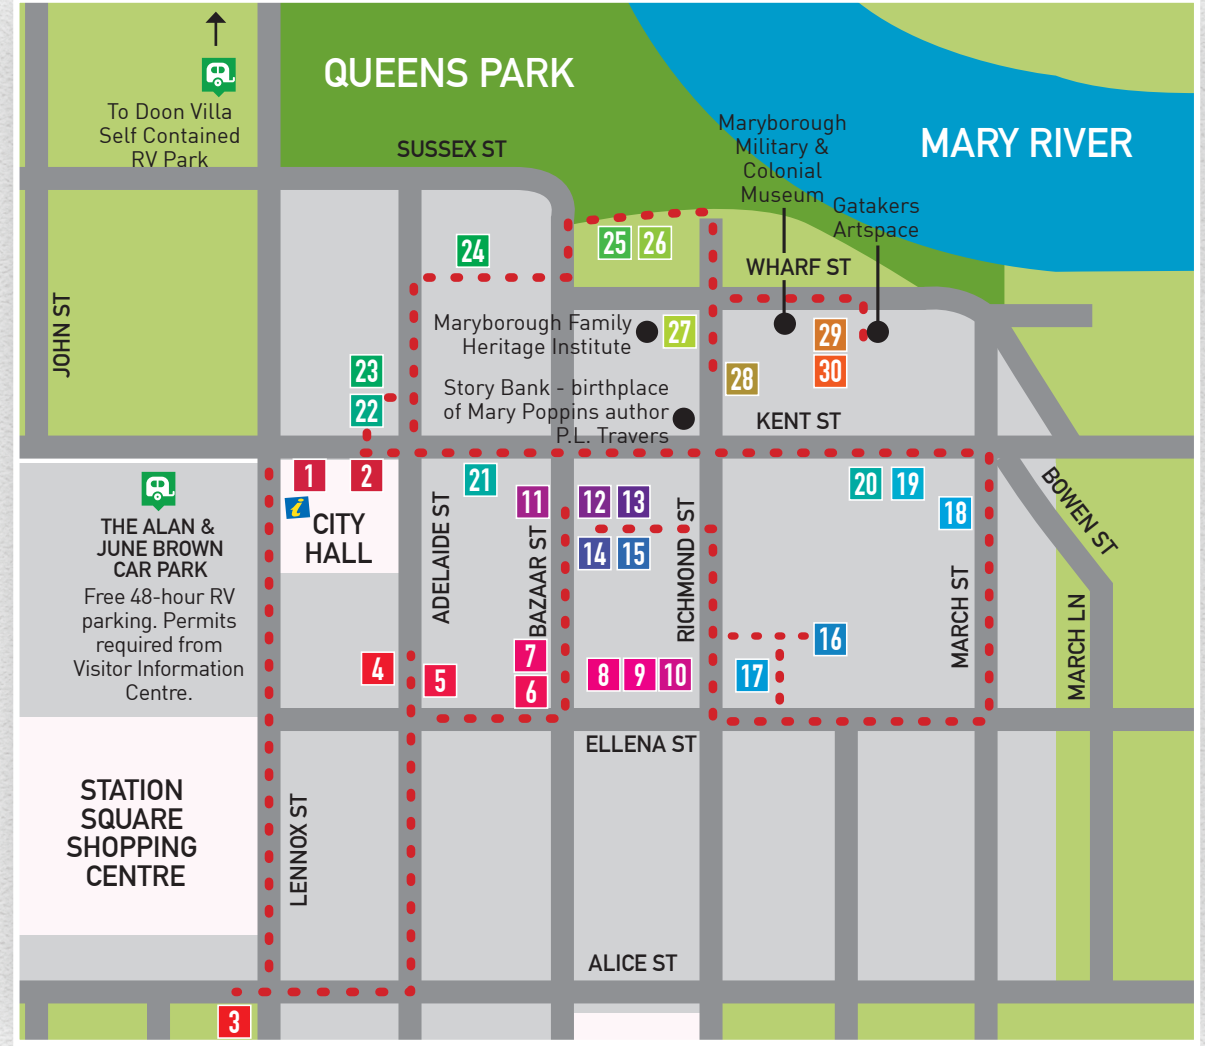 QUEENS PARK
MARY RIVER
To Doon Villa
Self Contained
RV Park
SUSSEX ST
Maryborough
Military &
Colonial
Museum
Gatakers
Artspace
24
25
26
WHARF ST
JOHN ST
Maryborough Family
Heritage Institute
27
29
30
28
23
22
Story Bank - birthplace
of Mary Poppins author
P.L. Travers
KENT ST
1
2
i
CITY
HALL
THE ALAN &
JUNE BROWN
CAR PARK
Free 48-hour RV
parking. Permits
required from
Visitor Information
Centre.
21
ADELAIDE ST
11
BAZAAR ST
12
13
14
15
RICHMOND ST
20
19
18
BOWEN ST
MARCH ST
MARCH LN
4
5
7
6
8
9
10
16
17
ELLENA ST
STATION
SQUARE
SHOPPING
CENTRE
LENNOX ST
ALICE ST
3